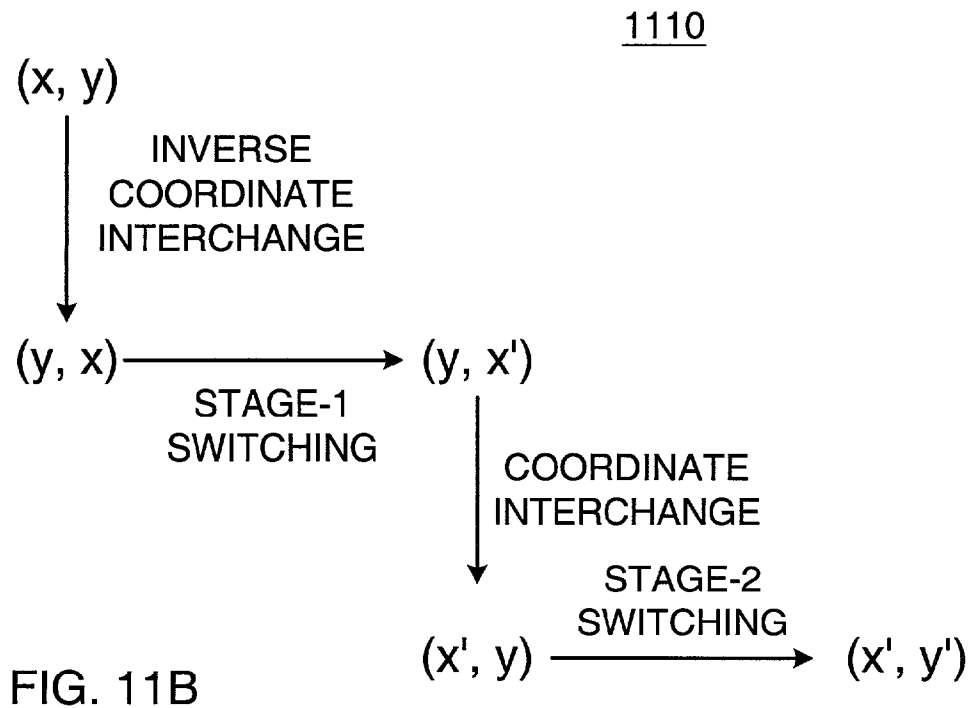 1110
(x, y)
INVERSE
COORDINATE
INTERCHANGE
(y, x)
(y, x')
STAGE-1
SWITCHING
COORDINATE
INTERCHANGE
STAGE-2
SWITCHING
(x', y)
(x', y')
FIG. 11B